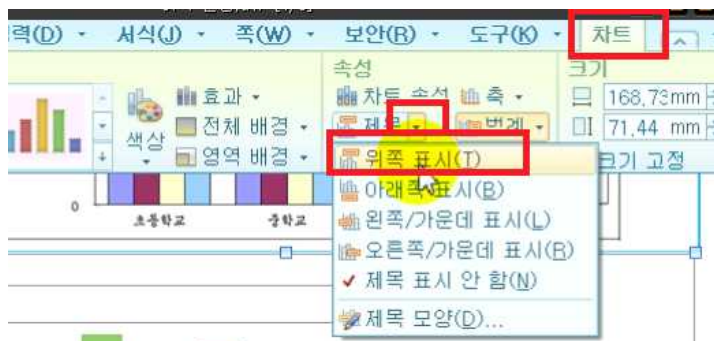 력(D) 서식(J) 쪽(W) 보안(R) 도구(K) 차트
속성 크기
효과 차트 속성 축 168,73mm
색상 전체 배경 제목 범례 71,44 mm
영역 배경 위쪽 표시(T) 크기 고정
아래쪽 표시(B)
0
초등학교 중학교 왼쪽/가운데 표시(L)
오른쪽/가운데 표시(R)
제목 표시 안 함(N)
제목 모양(D)...